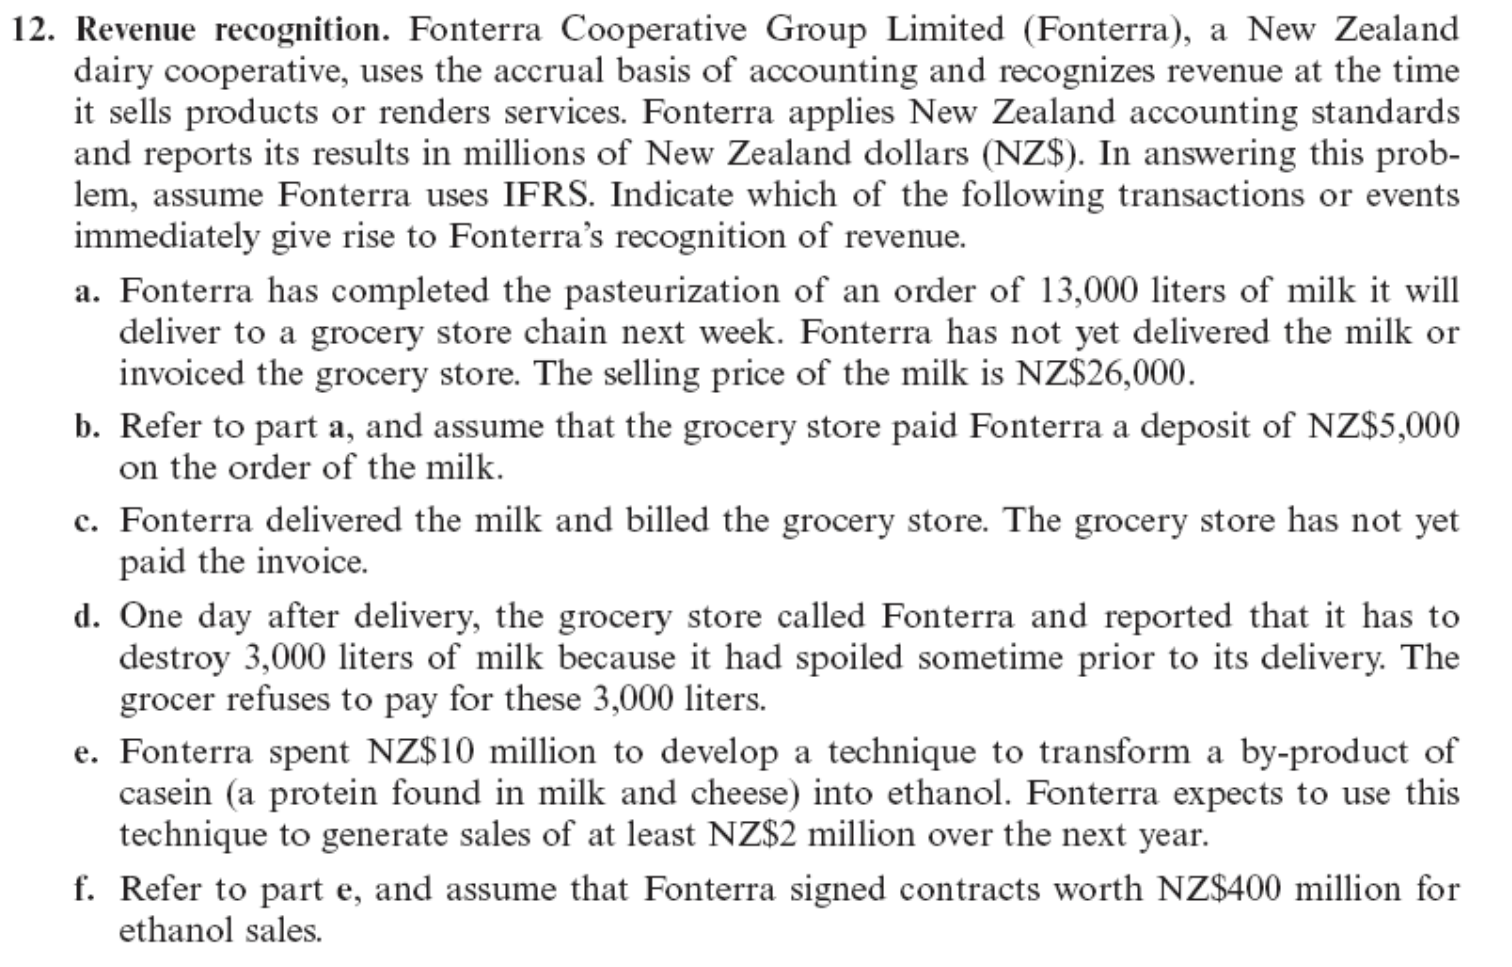 12. Revenue recognition. Fonterra Cooperative Group Limited (Fonterra), a New Zealand
dairy cooperative, uses the accrual basis of accounting and recognizes revenue at the time
it sells products or renders services. Fonterra applies New Zealand accounting standards
and reports its results in millions of New Zealand dollars (NZ$). In answering this prob-
lem, assume Fonterra uses IFRS. Indicate which of the following transactions or events
immediately give rise to Fonterra's recognition of revenue.
a. Fonterra has completed the pasteurization of an order of 13,000 liters of milk it will
deliver to a grocery store chain next week. Fonterra has not yet delivered the milk or
invoiced the grocery store. The selling price of the milk is NZ$26,000.
b. Refer to part a, and assume that the grocery store paid Fonterra a deposit of NZ$5,000
on the order of the milk.
c. Fonterra delivered the milk and billed the grocery store. The grocery store has not yet
paid the invoice.
d. One day after delivery, the grocery store called Fonterra and reported that it has to
destroy 3,000 liters of milk because it had spoiled sometime prior to its delivery. The
grocer refuses to pay for these 3,000 liters.
e. Fonterra spent NZ$10 million to develop a technique to transform a by-product of
casein (a protein found in milk and cheese) into ethanol. Fonterra expects to use this
technique to generate sales of at least NZ$2 million over the next year.
f. Refer to part e, and assume that Fonterra signed contracts worth NZ$400 million for
ethanol sales.